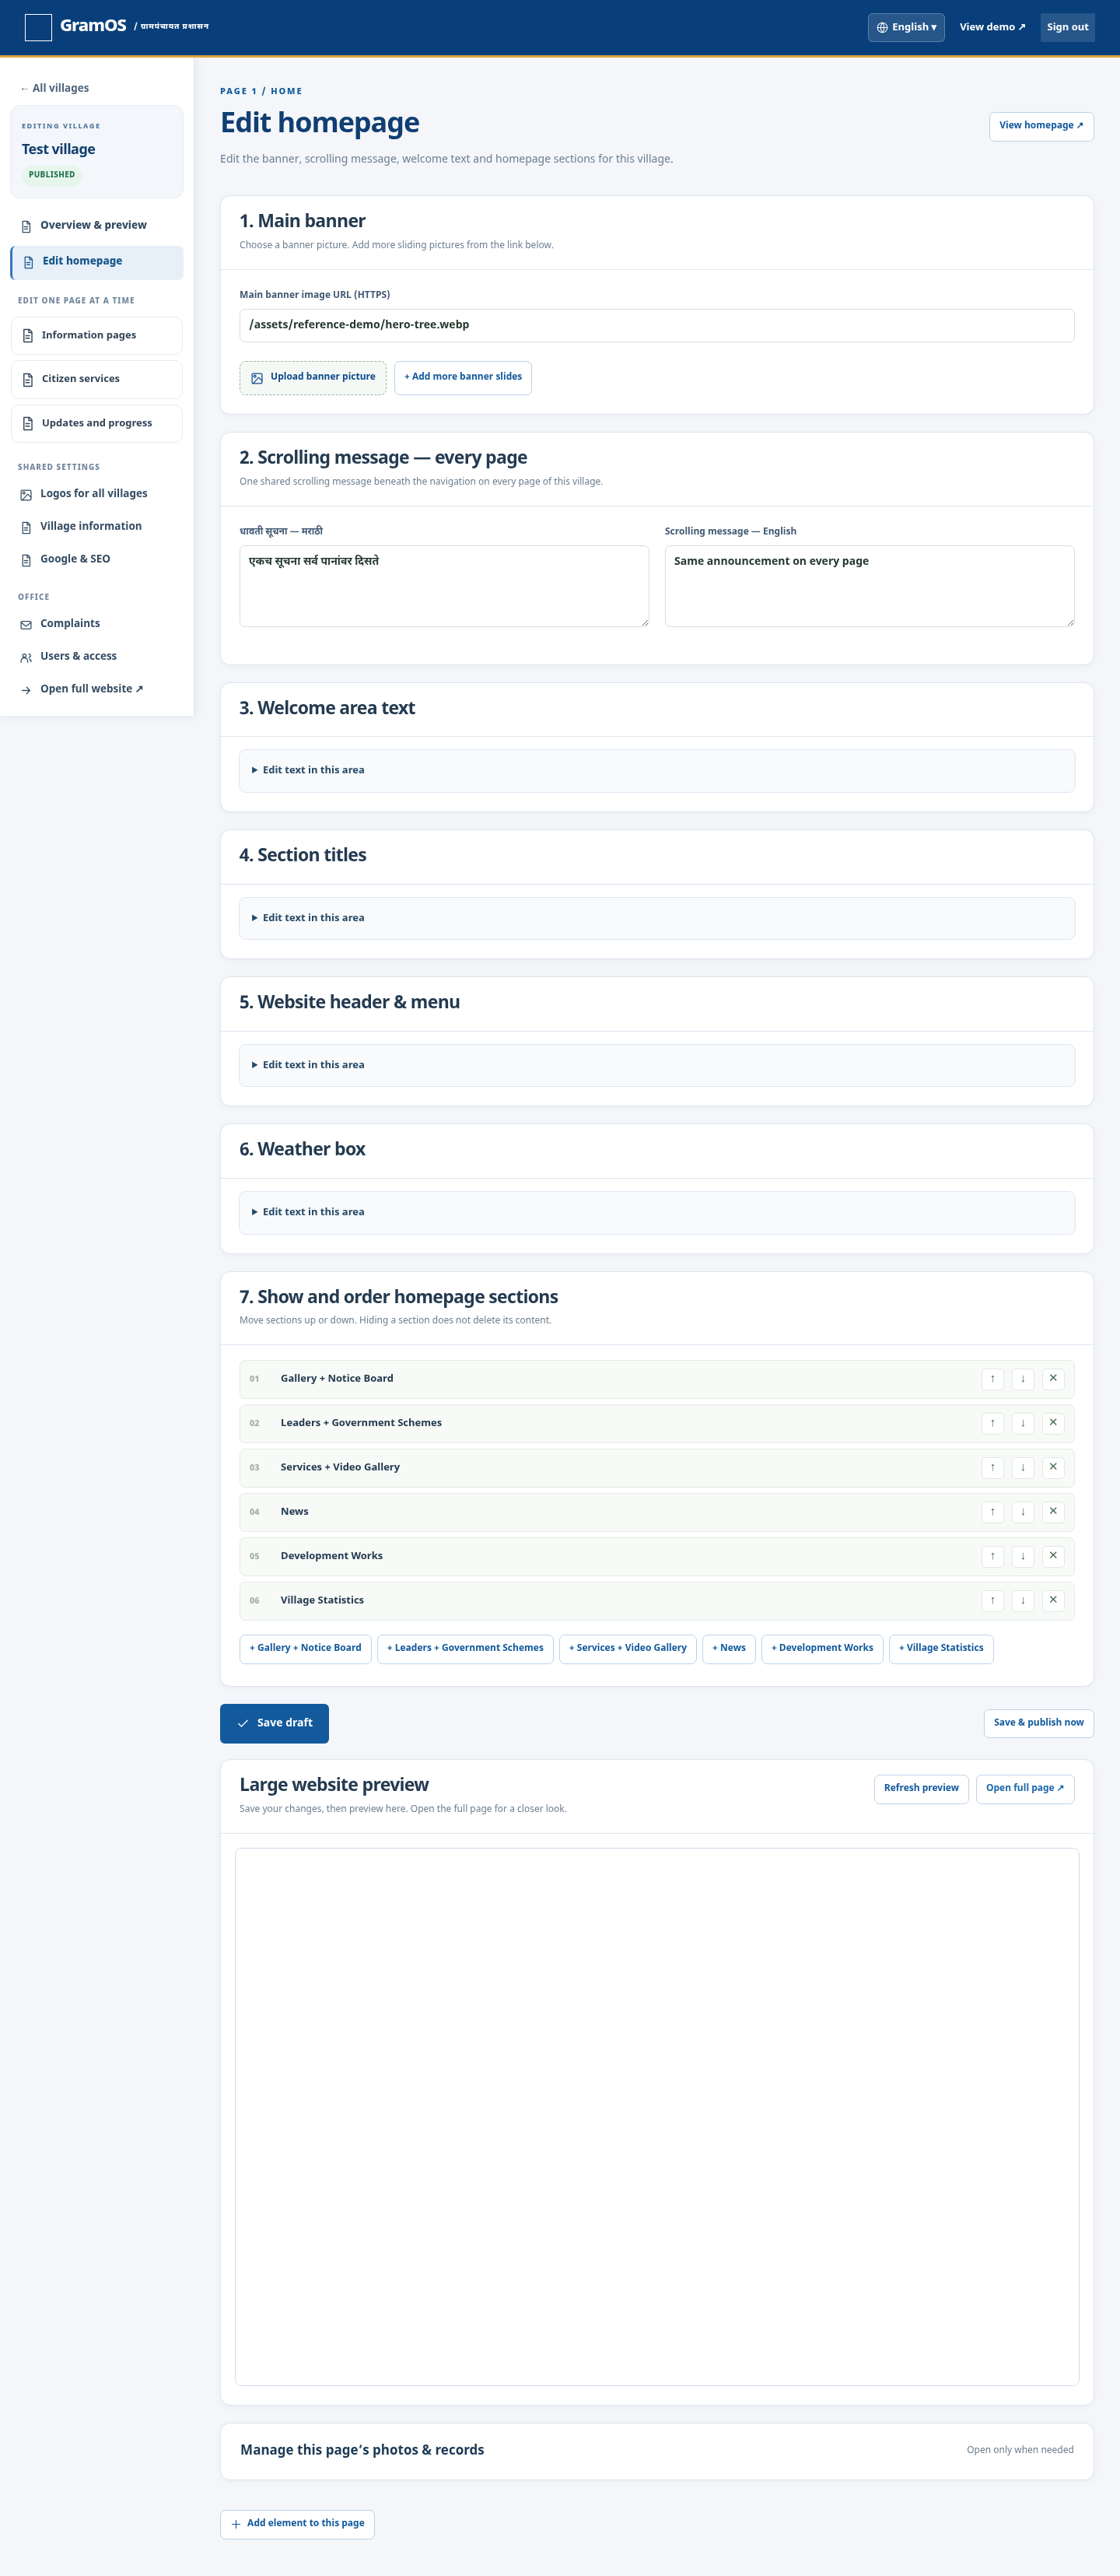 GramOS / ग्रामपंचायत प्रशासन
English ▾
View demo ↗
Sign out
← All villages
EDITING VILLAGE
Test village
PUBLISHED
Overview & preview
Edit homepage
EDIT ONE PAGE AT A TIME
Information pages
Citizen services
Updates and progress
SHARED SETTINGS
Logos for all villages
Village information
Google & SEO
OFFICE
Complaints
Users & access
Open full website ↗
PAGE 1 / HOME
Edit homepage
View homepage ↗
Edit the banner, scrolling message, welcome text and homepage sections for this village.
1. Main banner
Choose a banner picture. Add more sliding pictures from the link below.
Main banner image URL (HTTPS)
/assets/reference-demo/hero-tree.webp
Upload banner picture
+ Add more banner slides
2. Scrolling message — every page
One shared scrolling message beneath the navigation on every page of this village.
धावती सूचना — मराठी
एकच सूचना सर्व पानांवर दिसते
Scrolling message — English
Same announcement on every page
3. Welcome area text
▶ Edit text in this area
4. Section titles
▶ Edit text in this area
5. Website header & menu
▶ Edit text in this area
6. Weather box
▶ Edit text in this area
7. Show and order homepage sections
Move sections up or down. Hiding a section does not delete its content.
01 Gallery + Notice Board ↑ ↓ ×
02 Leaders + Government Schemes ↑ ↓ ×
03 Services + Video Gallery ↑ ↓ ×
04 News ↑ ↓ ×
05 Development Works ↑ ↓ ×
06 Village Statistics ↑ ↓ ×
+ Gallery + Notice Board
+ Leaders + Government Schemes
+ Services + Video Gallery
+ News
+ Development Works
+ Village Statistics
Save draft
Save & publish now
Large website preview
Save your changes, then preview here. Open the full page for a closer look.
Refresh preview
Open full page ↗
Manage this page’s photos & records
Open only when needed
Add element to this page